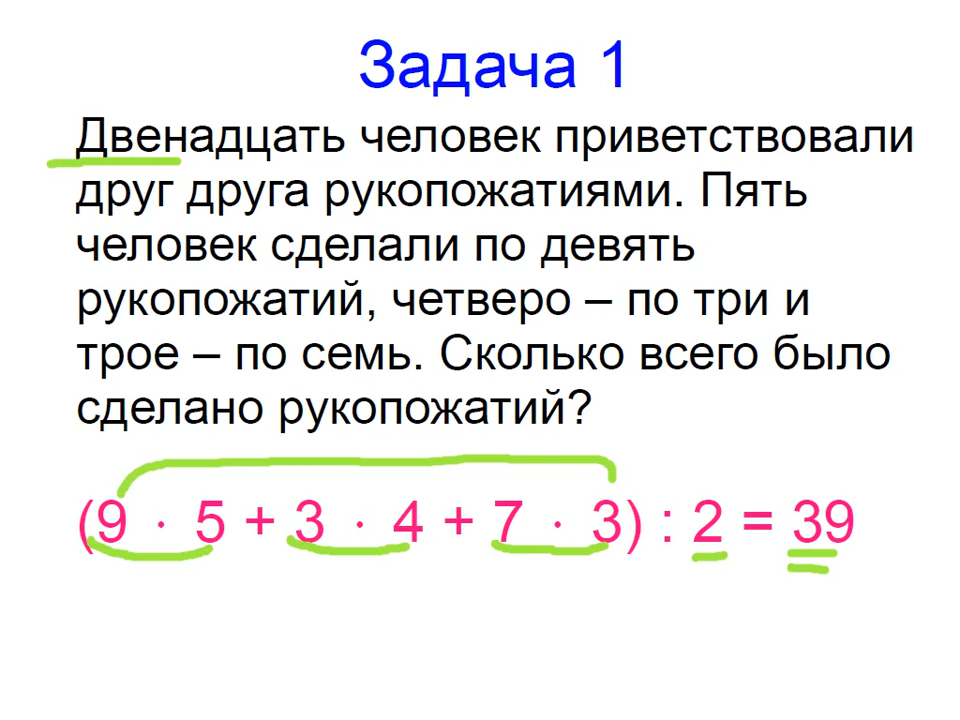 Задача 1
Двенадцать человек приветствовали
друг друга рукопожатиями. Пять
человек сделали по девять
рукопожатий, четверо – по три и
трое – по семь. Сколько всего было
сделано рукопожатий?
(9 · 5 + 3 · 4 + 7 · 3) : 2 = 39